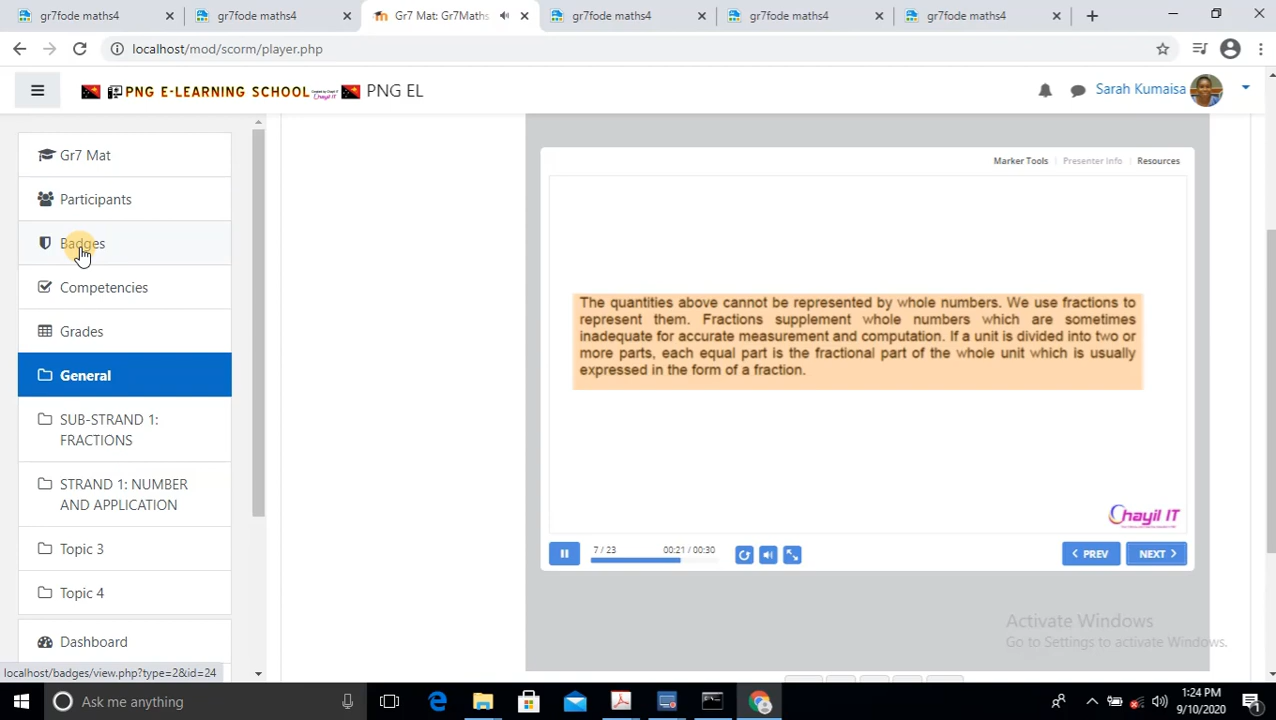 gr7fode maths4
gr7fode maths4
Gr7 Mat: Gr7Maths
gr7fode maths4
gr7fode maths4
gr7fode maths4
localhost/mod/scorm/player.php
PNG E-LEARNING SCHOOL
Chayil IT
PNG EL
Sarah Kumaisa
Gr7 Mat
Participants
Badges
Competencies
Grades
General
SUB-STRAND 1:
FRACTIONS
STRAND 1: NUMBER
AND APPLICATION
Topic 3
Topic 4
Dashboard
localhost/badges/view.php?type=2&id=24
Marker Tools | Presenter Info | Resources
The quantities above cannot be represented by whole numbers. We use fractions to
represent them. Fractions supplement whole numbers which are sometimes
inadequate for accurate measurement and computation. If a unit is divided into two or
more parts, each equal part is the fractional part of the whole unit which is usually
expressed in the form of a fraction.
Chayil IT
7 / 23
00:21 / 00:30
PREV
NEXT
Activate Windows
Go to Settings to activate Windows.
Ask me anything
1:24 PM
9/10/2020
1